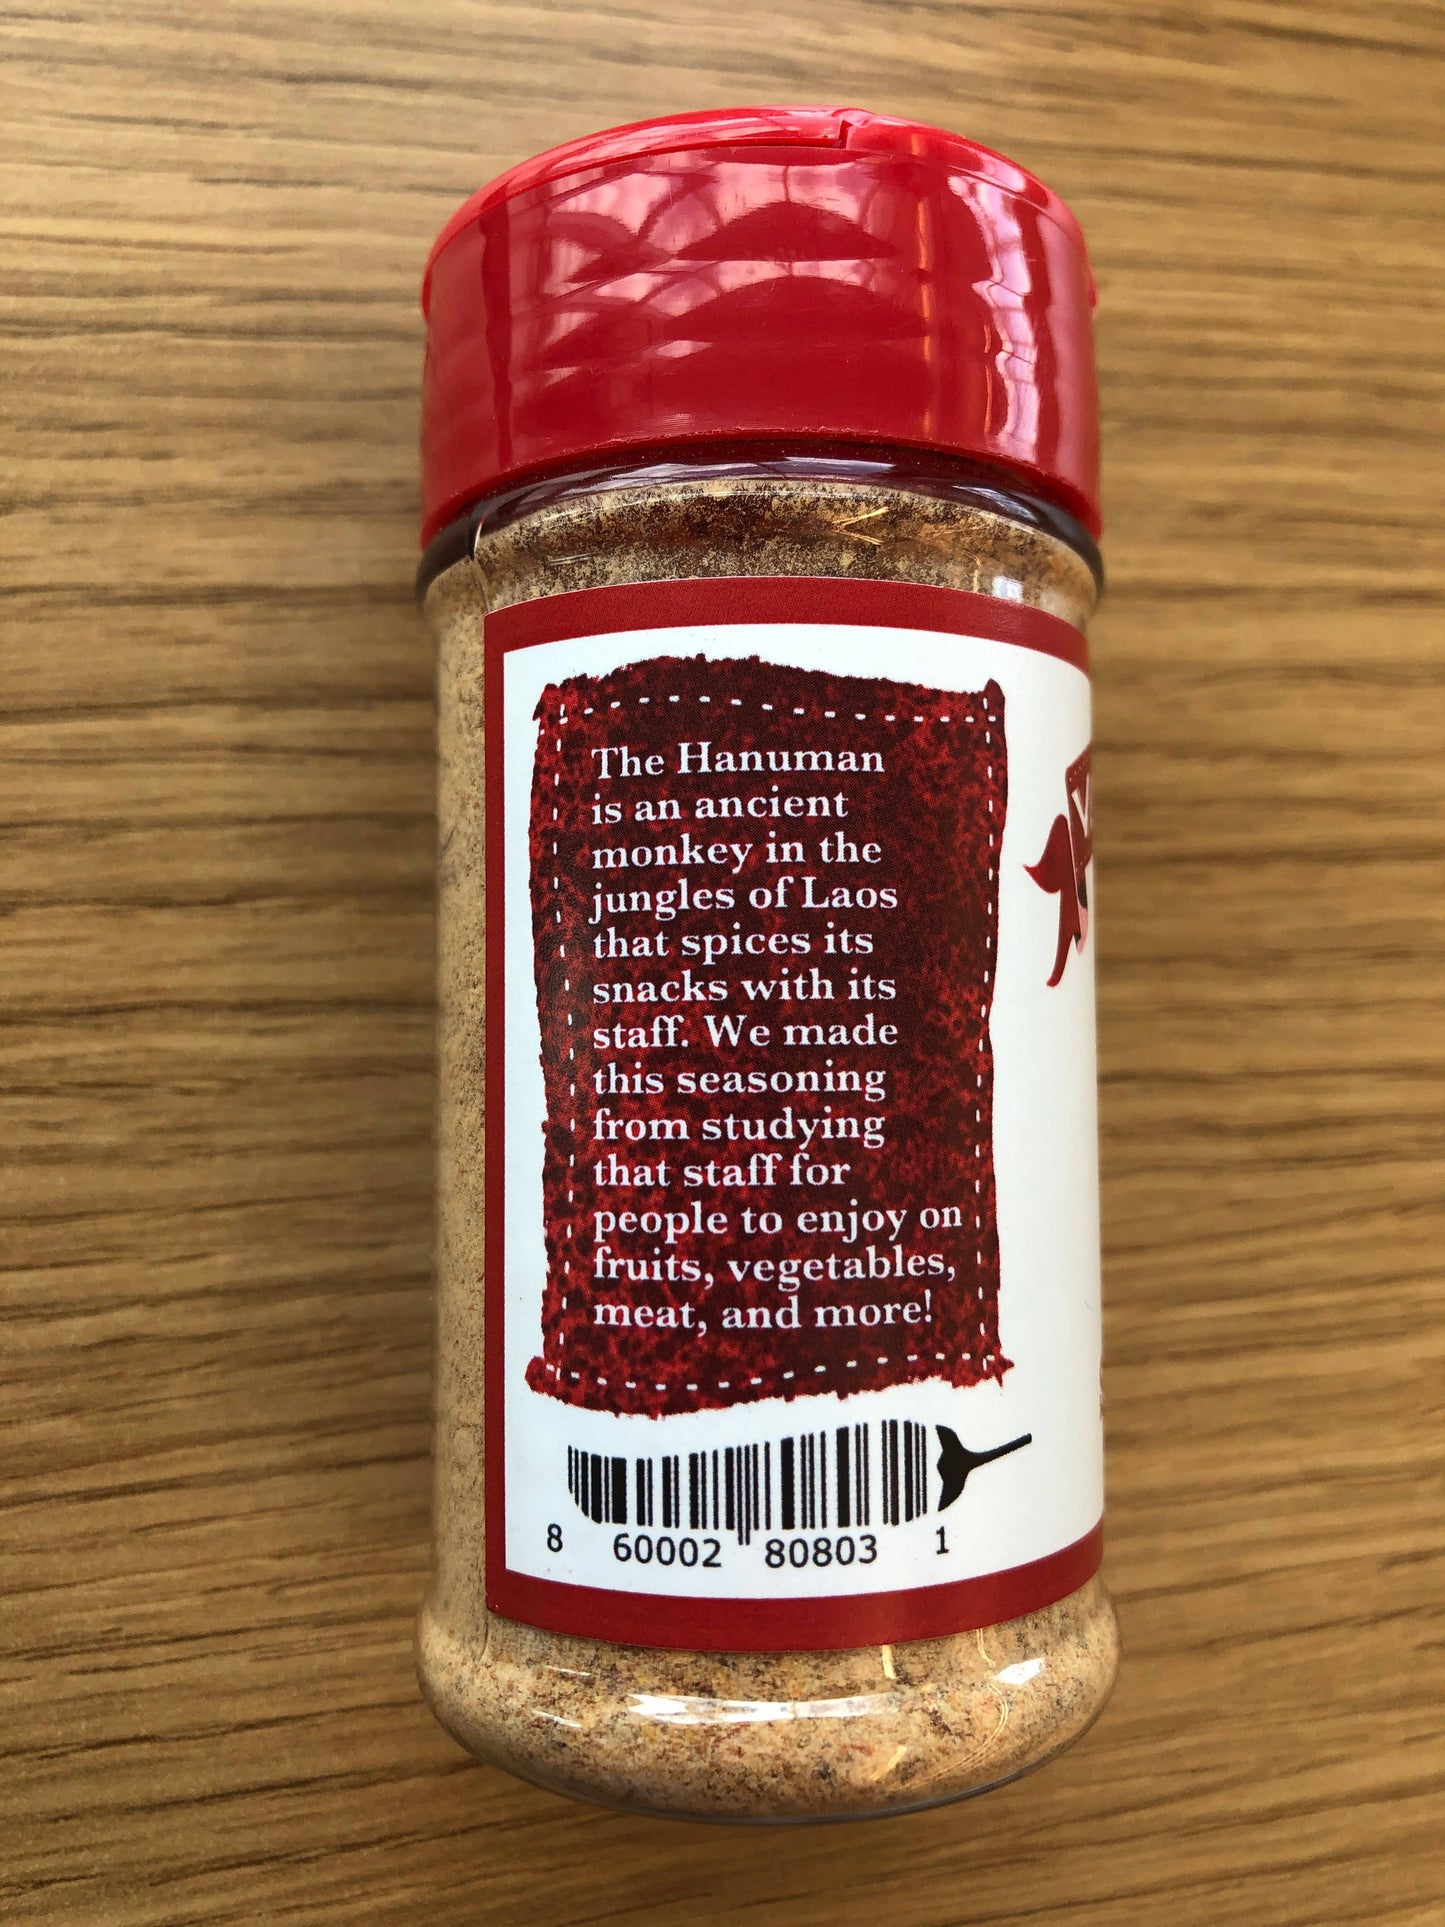 The Hanuman
is an ancient
monkey in the
jungles of Laos
that spices its
snacks with its
staff. We made
this seasoning
from studying
that staff for
people to enjoy on
fruits, vegetables,
meat, and more!
8 60002 80803 1